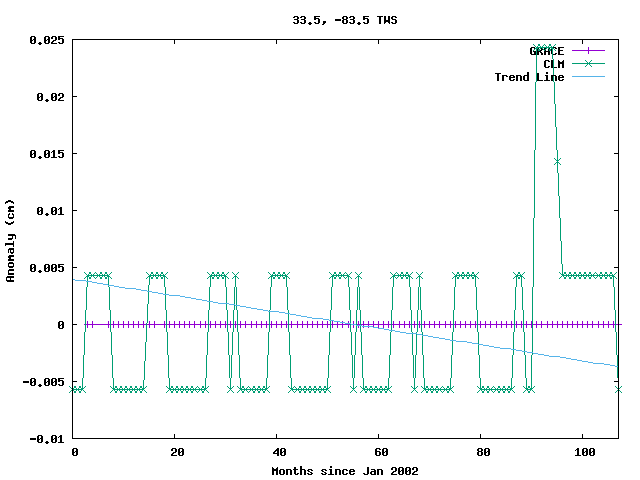 33.5, -83.5 TWS
0.025
GRACE
CLM
Trend Line
0.02
0.015
0.01
0.005
0
-0.005
-0.01
Anomaly (cm)
0 20 40 60 80 100
Months since Jan 2002